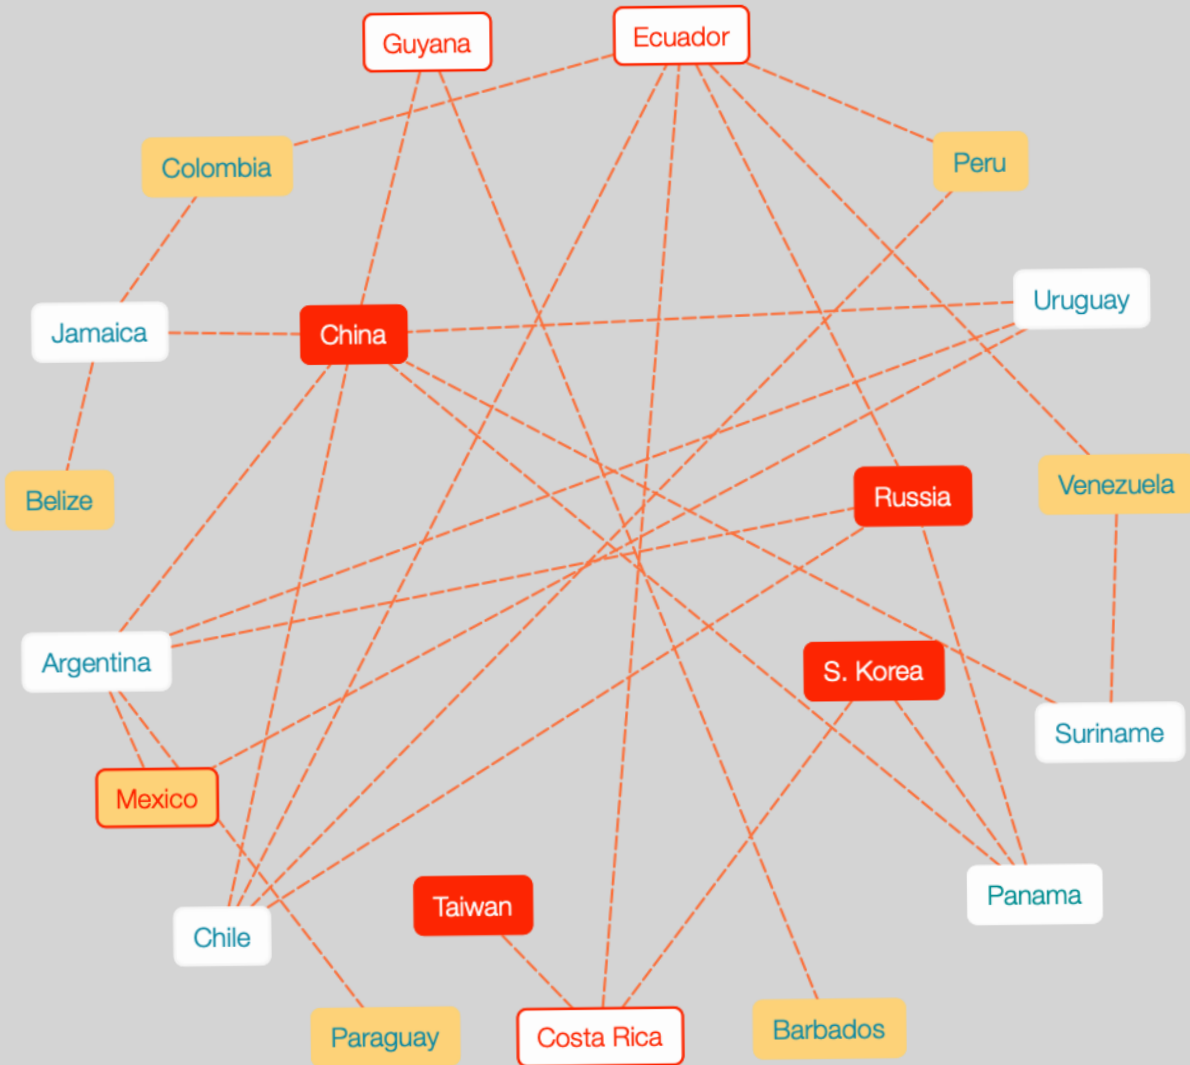 Guyana
Ecuador
Colombia
Peru
Uruguay
Jamaica
China
Belize
Russia
Venezuela
Argentina
S. Korea
Suriname
Mexico
Panama
Taiwan
Chile
Paraguay
Costa Rica
Barbados